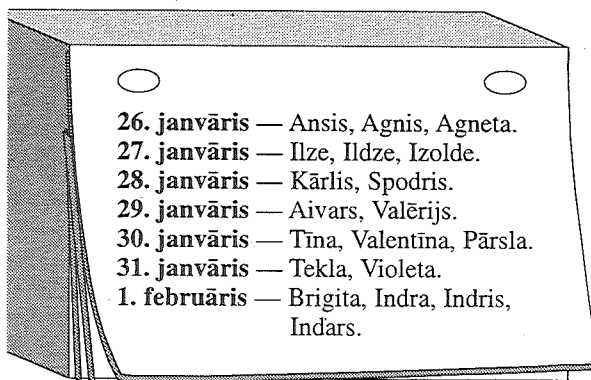 26. janvāris — Ansis, Agnis, Agneta.
27. janvāris — Ilze, Ildze, Izolde.
28. janvāris — Kārlis, Spodris.
29. janvāris — Aivars, Valērijs.
30. janvāris — Tīna, Valentīna, Pārsla.
31. janvāris — Tekla, Violeta.
1. februāris — Brigita, Indra, Indris,
Indars.